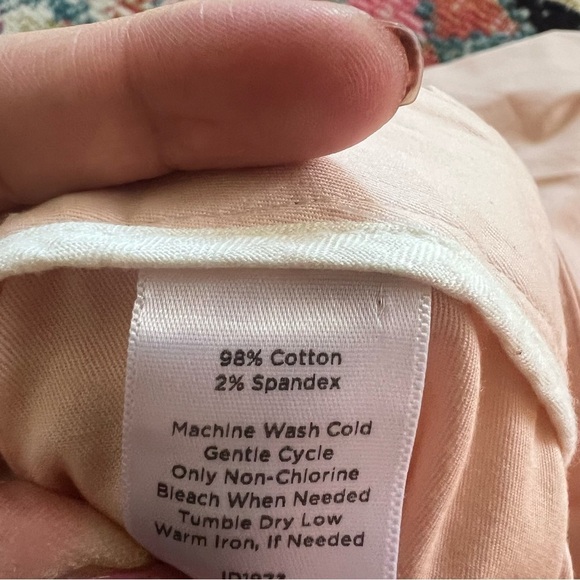 98% Cotton
2% Spandex
Machine Wash Cold
Gentle Cycle
Only Non-Chlorine
Bleach When Needed
Tumble Dry Low
Warm Iron, If Needed